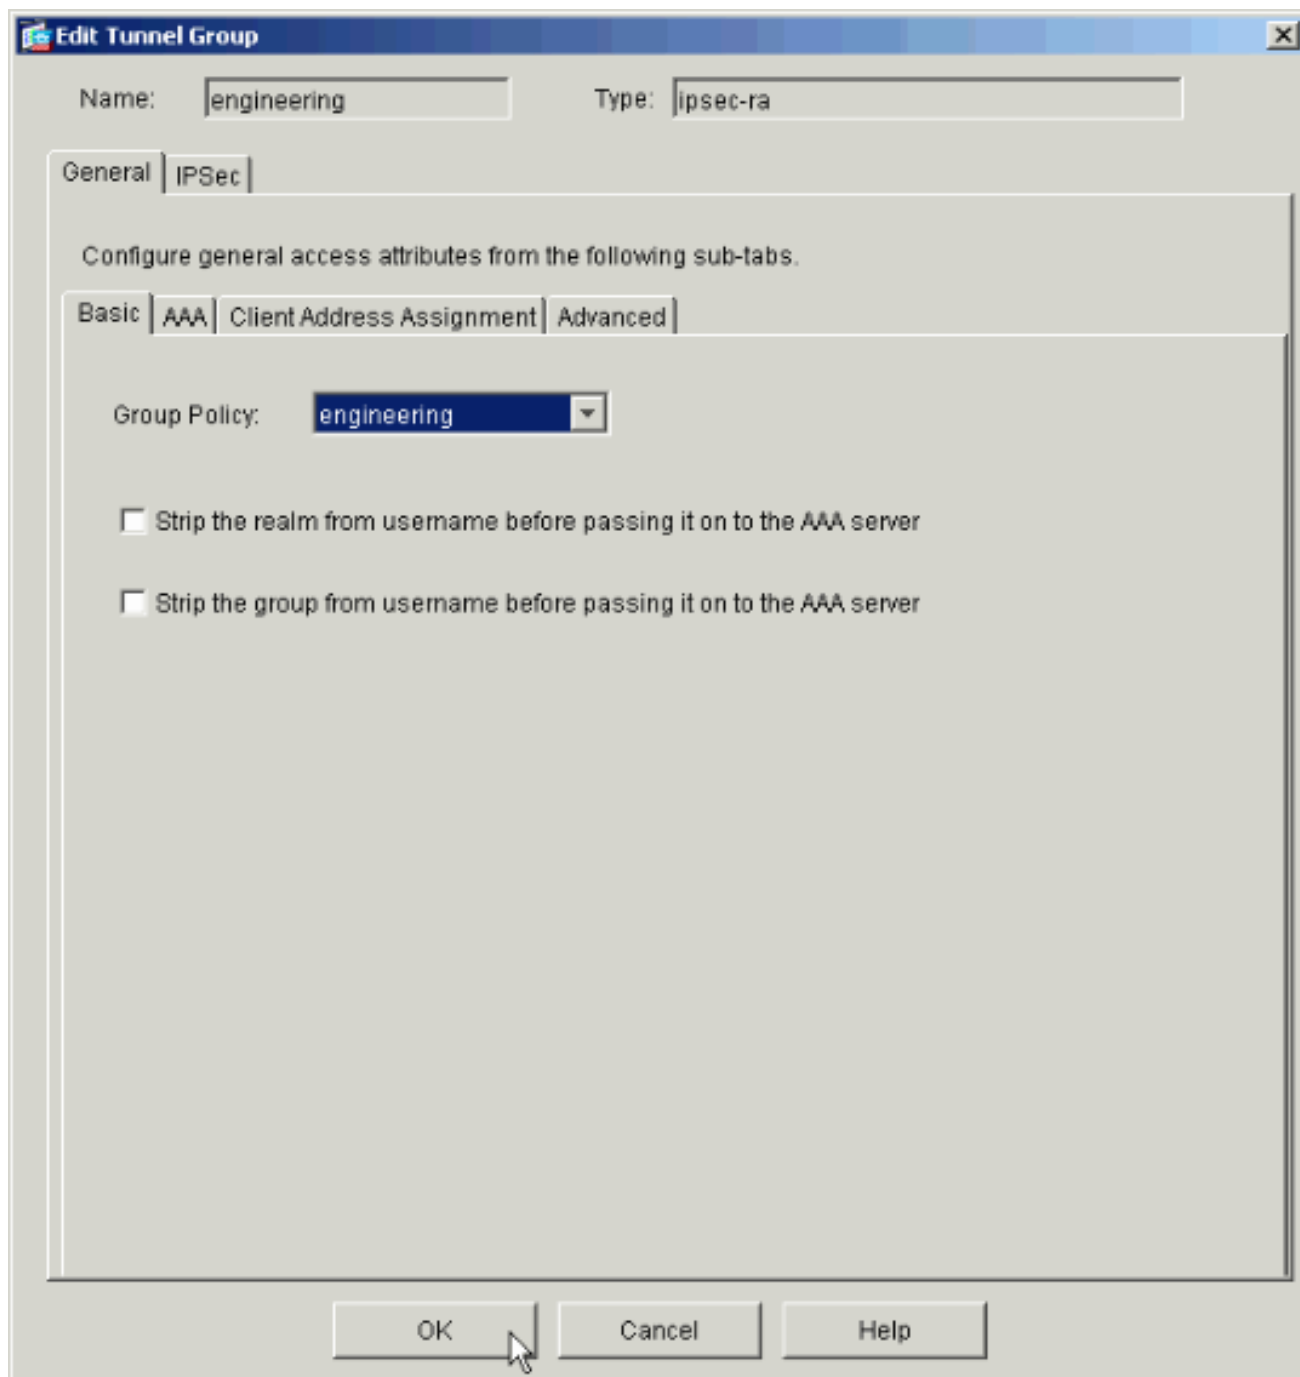 Edit Tunnel Group
Name: engineering Type: ipsec-ra
General IPSec
Configure general access attributes from the following sub-tabs.
Basic AAA Client Address Assignment Advanced
Group Policy: engineering
Strip the realm from username before passing it on to the AAA server
Strip the group from username before passing it on to the AAA server
OK Cancel Help